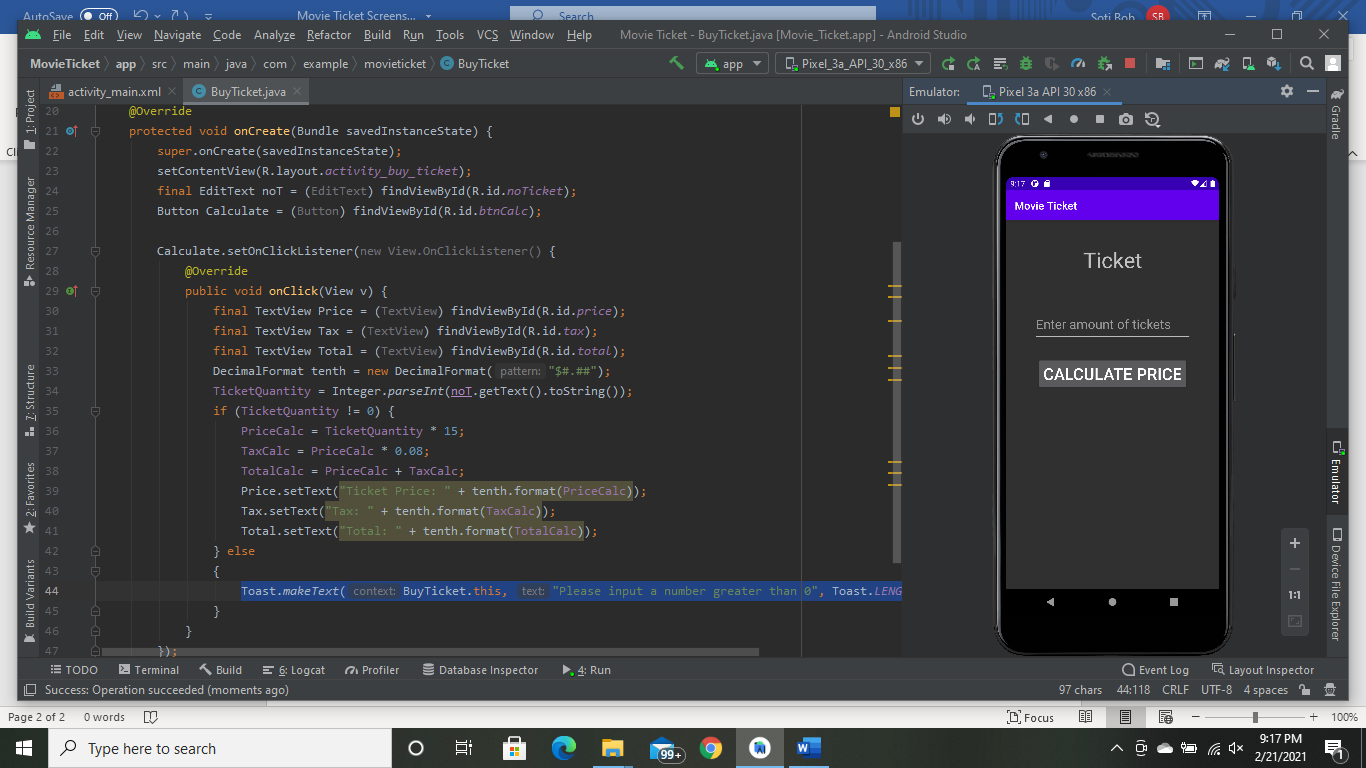 AutoSave Off Movie Ticket Screens... Search Soti Bob SB
File Edit View Navigate Code Analyze Refactor Build Run Tools VCS Window Help Movie Ticket - BuyTicket.java [Movie_Ticket.app] - Android Studio
MovieTicket app src main java com example movieticket BuyTicket app Pixel_3a_API_30_x86
activity_main.xml BuyTicket.java Emulator: Pixel 3a API 30 x86
1: Project
Resource Manager
7: Structure
2: Favorites
Build Variants
20 @Override
21 protected void onCreate(Bundle savedInstanceState) {
22 super.onCreate(savedInstanceState);
23 setContentView(R.layout.activity_buy_ticket);
24 final EditText noT = (EditText) findViewById(R.id.noTicket);
25 Button Calculate = (Button) findViewById(R.id.btnCalc);
26
27 Calculate.setOnClickListener(new View.OnClickListener() {
28 @Override
29 public void onClick(View v) {
30 final TextView Price = (TextView) findViewById(R.id.price);
31 final TextView Tax = (TextView) findViewById(R.id.tax);
32 final TextView Total = (TextView) findViewById(R.id.total);
33 DecimalFormat tenth = new DecimalFormat( pattern: "$#.##");
34 TicketQuantity = Integer.parseInt(noT.getText().toString());
35 if (TicketQuantity != 0) {
36 PriceCalc = TicketQuantity * 15;
37 TaxCalc = PriceCalc * 0.08;
38 TotalCalc = PriceCalc + TaxCalc;
39 Price.setText("Ticket Price: " + tenth.format(PriceCalc));
40 Tax.setText("Tax: " + tenth.format(TaxCalc));
41 Total.setText("Total: " + tenth.format(TotalCalc));
42 } else
43 {
44 Toast.makeText( context: BuyTicket.this, text: "Please input a number greater than 0", Toast.LENG
45 }
46 }
47 });
9:17
Movie Ticket
Ticket
Enter amount of tickets
CALCULATE PRICE
1:1
Gradle
Emulator
Device File Explorer
TODO Terminal Build 6: Logcat Profiler Database Inspector 4: Run Event Log Layout Inspector
Success: Operation succeeded (moments ago) 97 chars 44:118 CRLF UTF-8 4 spaces
Page 2 of 2 0 words Focus 100%
Type here to search 99+ 9:17 PM
2/21/2021 1